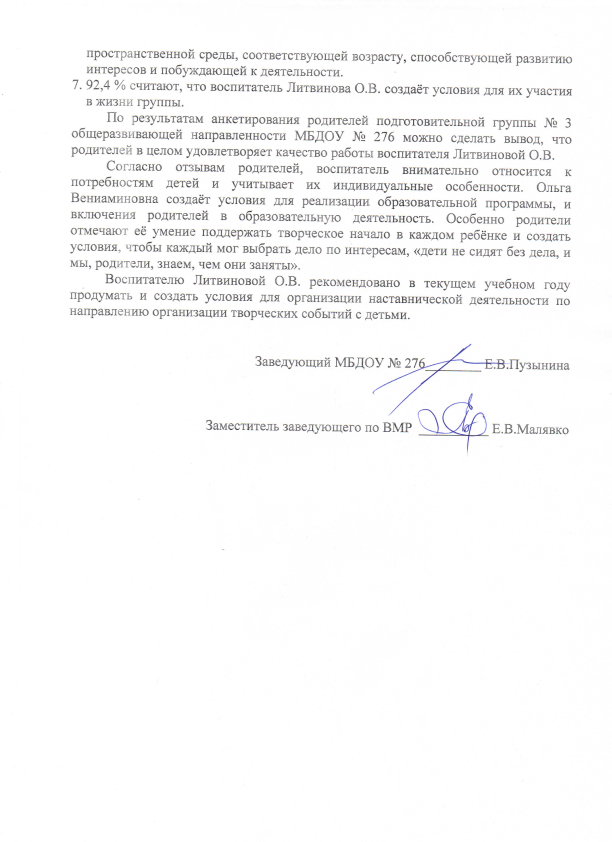 пространственной среды, соответствующей возрасту, способствующей развитию
интересов и побуждающей к деятельности.
7. 92,4 % считают, что воспитатель Литвинова О.В. создаёт условия для их участия
в жизни группы.
По результатам анкетирования родителей подготовительной группы № 3
общеразвивающей направленности МБДОУ № 276 можно сделать вывод, что
родителей в целом удовлетворяет качество работы воспитателя Литвиновой О.В.
Согласно отзывам родителей, воспитатель внимательно относится к
потребностям детей и учитывает их индивидуальные особенности. Ольга
Вениаминовна создаёт условия для реализации образовательной программы, и
включения родителей в образовательную деятельность. Особенно родители
отмечают её умение поддержать творческое начало в каждом ребёнке и создать
условия, чтобы каждый мог выбрать дело по интересам, «дети не сидят без дела, и
мы, родители, знаем, чем они заняты».
Воспитателю Литвиновой О.В. рекомендовано в текущем учебном году
продумать и создать условия для организации наставнической деятельности по
направлению организации творческих событий с детьми.
Заведующий МБДОУ № 276________ Е.В.Пузынина
Заместитель заведующего по ВМР __________ Е.В.Малявко